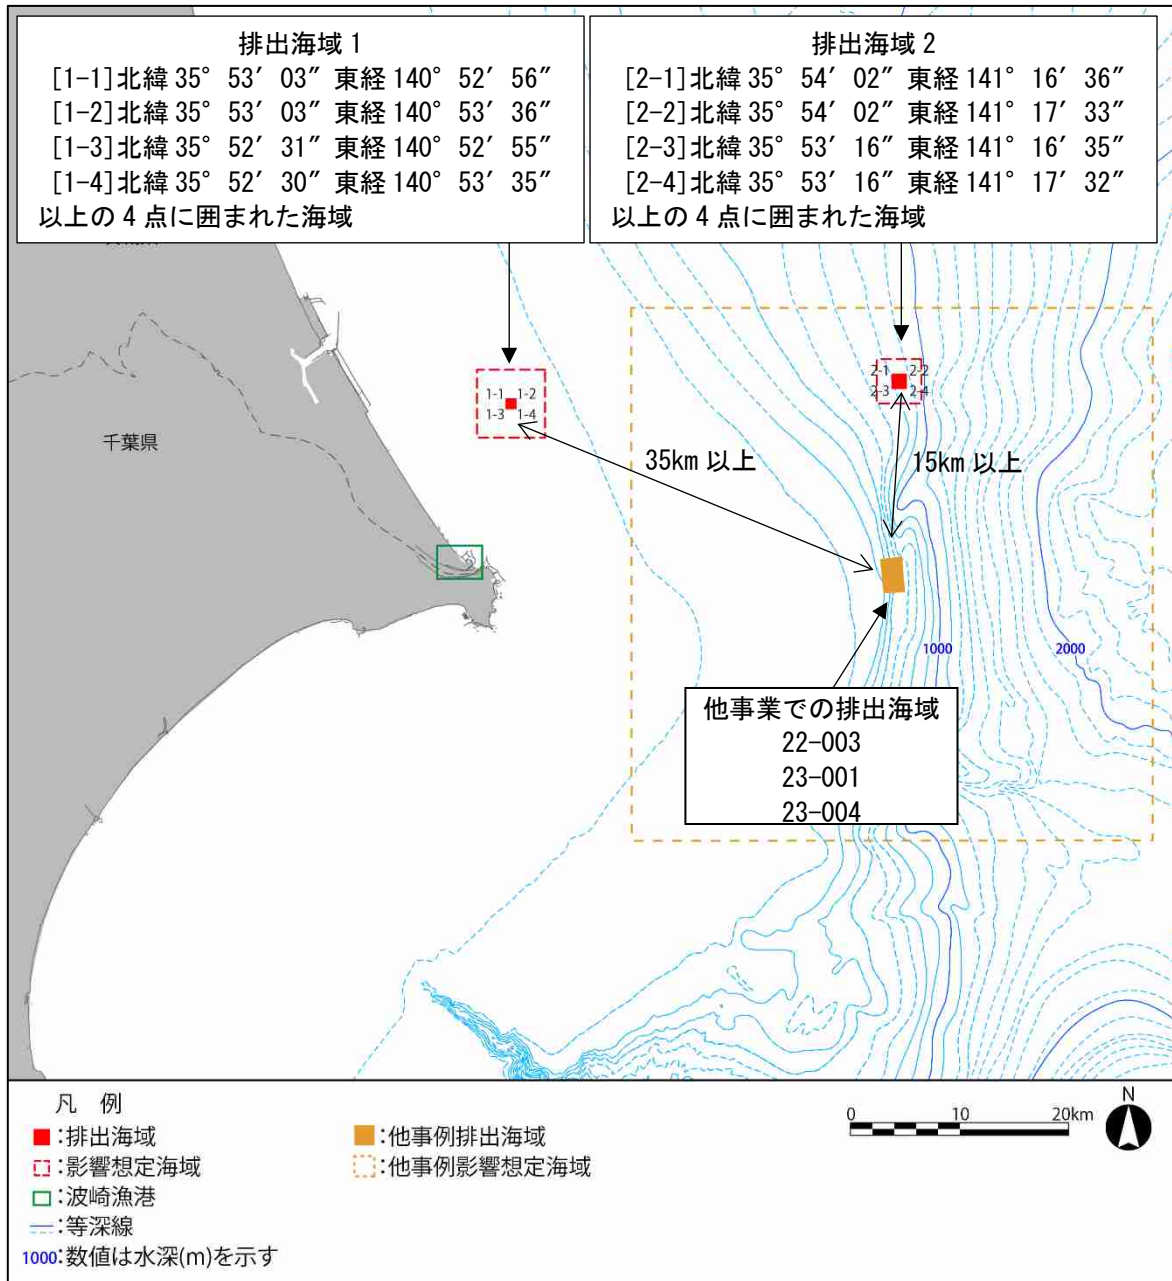 排出海域 1
[1-1]北緯 35° 53′ 03″ 東経 140° 52′ 56″
[1-2]北緯 35° 53′ 03″ 東経 140° 53′ 36″
[1-3]北緯 35° 52′ 31″ 東経 140° 52′ 55″
[1-4]北緯 35° 52′ 30″ 東経 140° 53′ 35″
以上の 4 点に囲まれた海域
排出海域 2
[2-1]北緯 35° 54′ 02″ 東経 141° 16′ 36″
[2-2]北緯 35° 54′ 02″ 東経 141° 17′ 33″
[2-3]北緯 35° 53′ 16″ 東経 141° 16′ 35″
[2-4]北緯 35° 53′ 16″ 東経 141° 17′ 32″
以上の 4 点に囲まれた海域
2-1 2-2
2-3 2-4
1-1 1-2
1-3 1-4
千葉県
35km 以上
15km 以上
1000
2000
他事業での排出海域
22-003
23-001
23-004
凡 例
:排出海域
:影響想定海域
:波崎漁港
:等深線
1000:数値は水深(m)を示す
:他事例排出海域
:他事例影響想定海域
0 10 20km
N